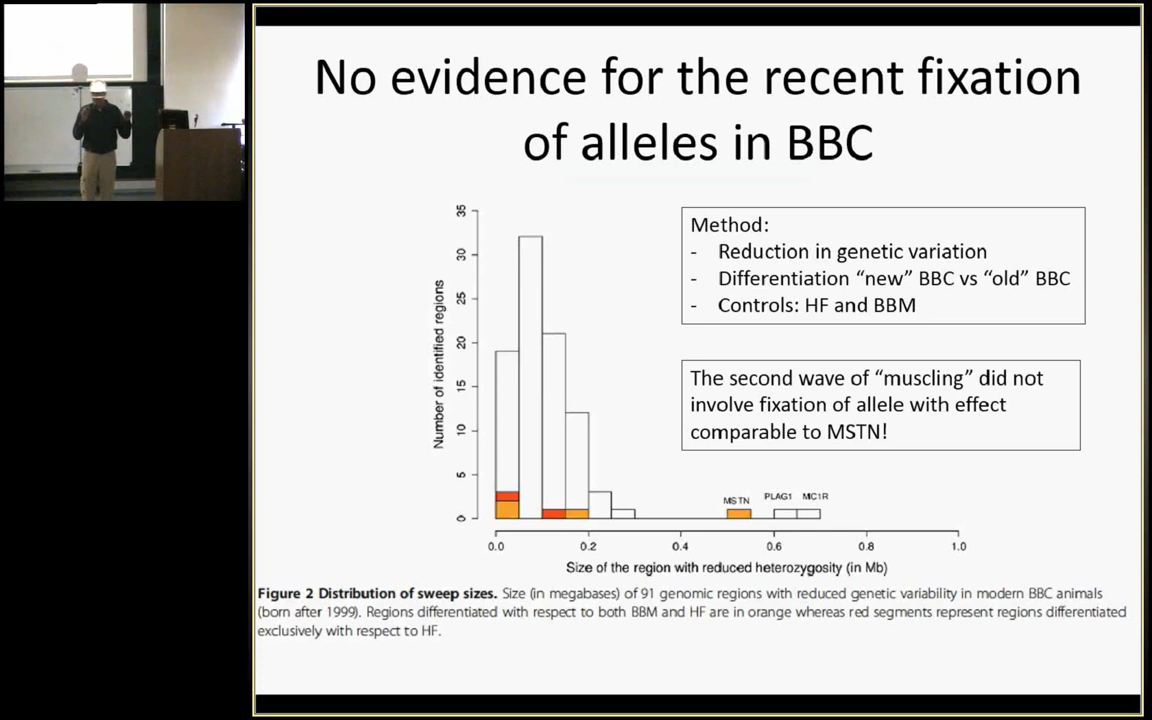 No evidence for the recent fixation
of alleles in BBC
Method:
- Reduction in genetic variation
- Differentiation “new” BBC vs “old” BBC
- Controls: HF and BBM
The second wave of “muscling” did not
involve fixation of allele with effect
comparable to MSTN!
Number of identified regions
35
30
25
20
15
10
5
0
MSTN PLAG1 MC1R
0.0 0.2 0.4 0.6 0.8 1.0
Size of the region with reduced heterozygosity (in Mb)
Figure 2 Distribution of sweep sizes. Size (in megabases) of 91 genomic regions with reduced genetic variability in modern BBC animals
(born after 1999). Regions differentiated with respect to both BBM and HF are in orange whereas red segments represent regions differentiated
exclusively with respect to HF.